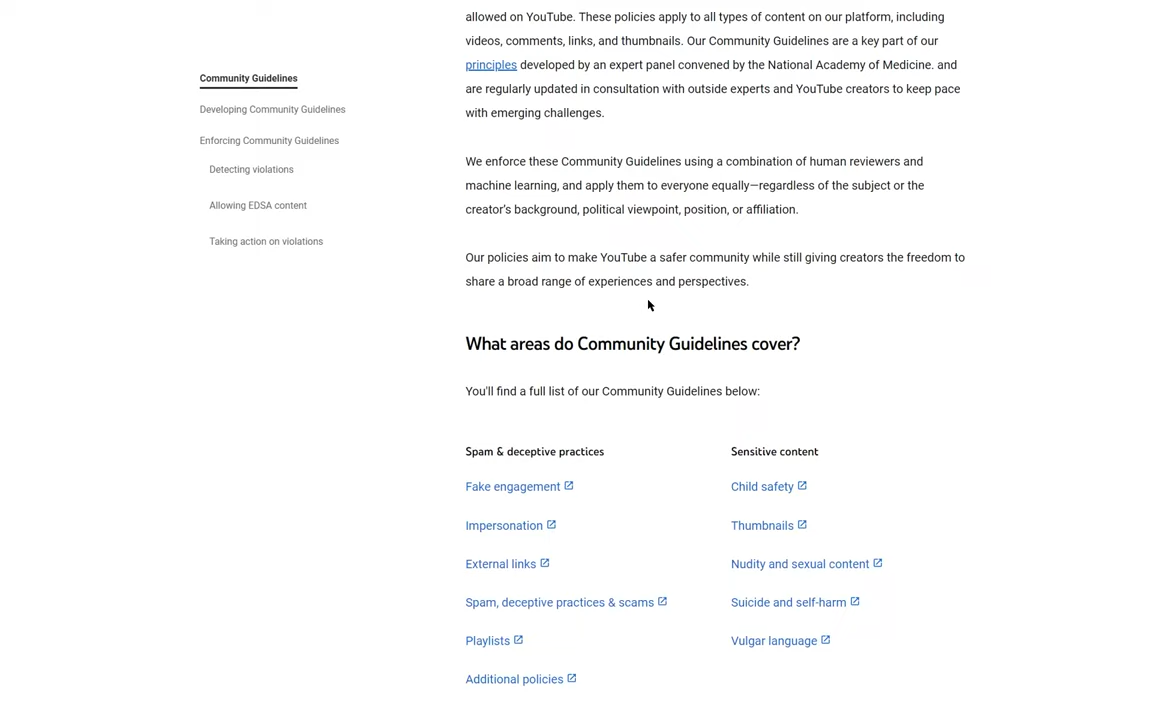 allowed on YouTube. These policies apply to all types of content on our platform, including
videos, comments, links, and thumbnails. Our Community Guidelines are a key part of our
principles developed by an expert panel convened by the National Academy of Medicine. and
are regularly updated in consultation with outside experts and YouTube creators to keep pace
with emerging challenges.
We enforce these Community Guidelines using a combination of human reviewers and
machine learning, and apply them to everyone equally—regardless of the subject or the
creator's background, political viewpoint, position, or affiliation.
Our policies aim to make YouTube a safer community while still giving creators the freedom to
share a broad range of experiences and perspectives.
Community Guidelines
Developing Community Guidelines
Enforcing Community Guidelines
Detecting violations
Allowing EDSA content
Taking action on violations
What areas do Community Guidelines cover?
You'll find a full list of our Community Guidelines below:
Spam & deceptive practices
Fake engagement
Impersonation
External links
Spam, deceptive practices & scams
Playlists
Additional policies
Sensitive content
Child safety
Thumbnails
Nudity and sexual content
Suicide and self-harm
Vulgar language